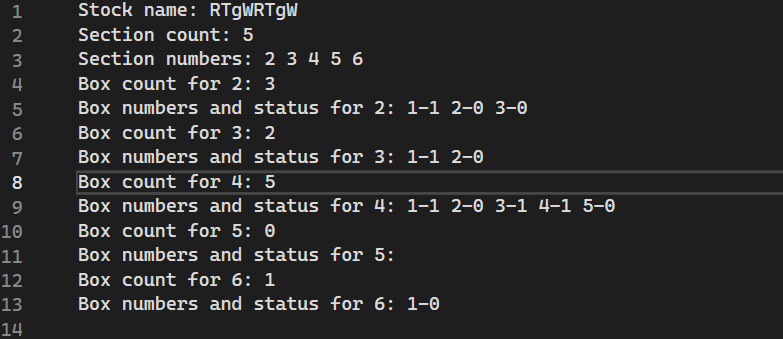 1 Stock name: RTgWRTgW
2 Section count: 5
3 Section numbers: 2 3 4 5 6
4 Box count for 2: 3
5 Box numbers and status for 2: 1-1 2-0 3-0
6 Box count for 3: 2
7 Box numbers and status for 3: 1-1 2-0
8 Box count for 4: 5
9 Box numbers and status for 4: 1-1 2-0 3-1 4-1 5-0
10 Box count for 5: 0
11 Box numbers and status for 5:
12 Box count for 6: 1
13 Box numbers and status for 6: 1-0
14